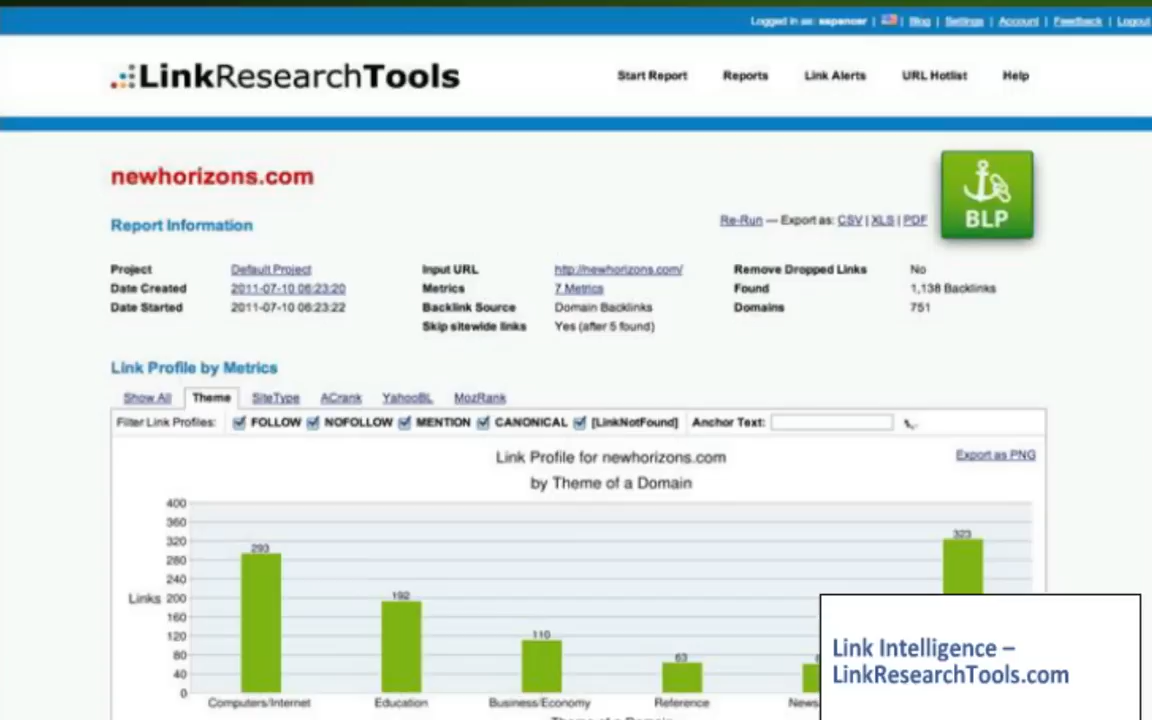 Logged in as: sspencer | | Blog | Settings | Account | Feedback | Logout
LinkResearchTools
Start Report Reports Link Alerts URL Hotlist Help
newhorizons.com
BLP
Report Information
Re-Run — Export as: CSV | XLS | PDF
Project Default Project Input URL http://newhorizons.com/ Remove Dropped Links No
Date Created 2011-07-10 06:23:20 Metrics 7 Metrics Found 1,138 Backlinks
Date Started 2011-07-10 06:23:22 Backlink Source Domain Backlinks Domains 751
Skip sitewide links Yes (after 5 found)
Link Profile by Metrics
Show All Theme SiteType ACrank YahooBL MozRank
Filter Link Profiles: FOLLOW NOFOLLOW MENTION CANONICAL [LinkNotFound] Anchor Text:
Link Profile for newhorizons.com
Export as PNG
by Theme of a Domain
400
360
320
280
240
200
160
120
80
40
0
Links
293
192
110
63
323
Computers/Internet Education Business/Economy Reference News
Theme of a Domain
Link Intelligence –
LinkResearchTools.com